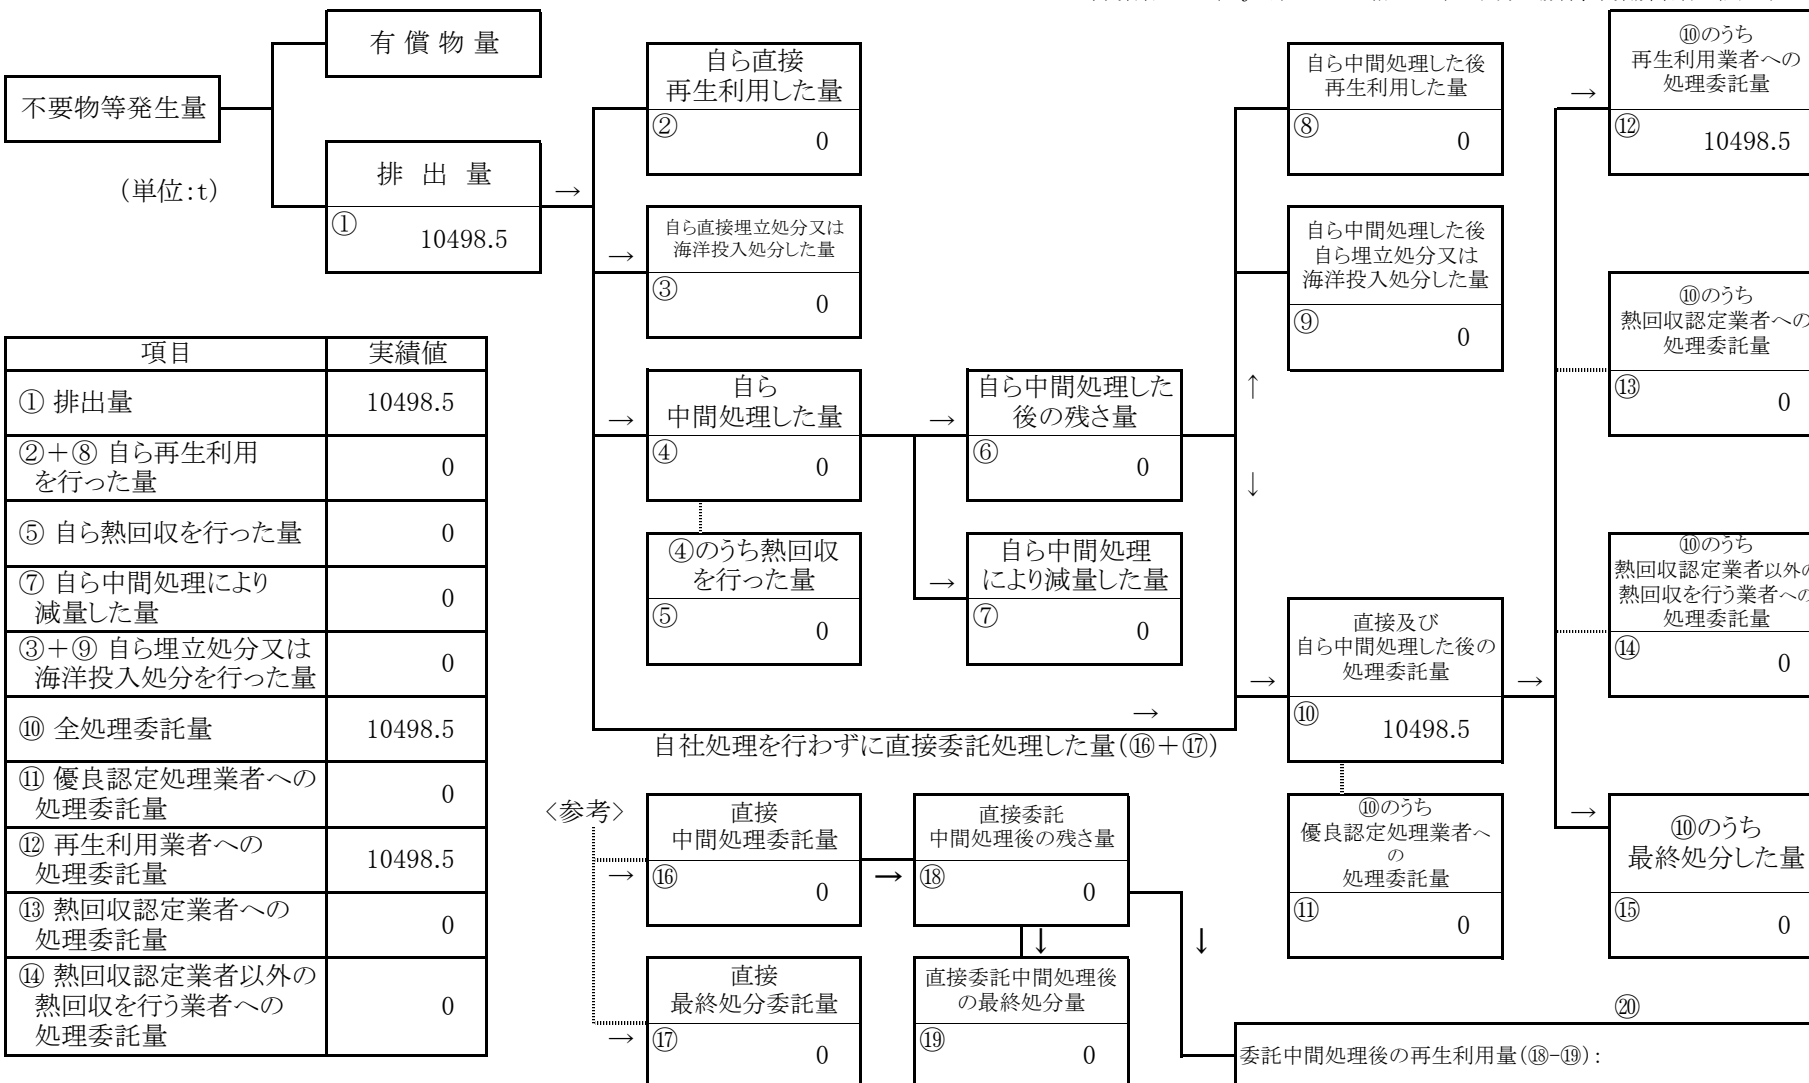 有 償 物 量
不要物等発生量
(単位:t)
排 出 量
①
10498.5
→
自ら直接
再生利用した量
②
0
→
自ら直接埋立処分又は
海洋投入処分した量
③
0
→
自ら
中間処理した量
④
0
④のうち熱回収
を行った量
⑤
0
→
自ら中間処理した
後の残さ量
⑥
0
→
自ら中間処理
により減量した量
⑦
0
自ら中間処理した後
再生利用した量
⑧
0
自ら中間処理した後
自ら埋立処分又は
海洋投入処分した量
⑨
0
↑
↓
→
直接及び
自ら中間処理した後の
処理委託量
⑩
10498.5
→
→
自社処理を行わずに直接委託処理した量(⑯+⑰)
⑩のうち
優良認定処理業者へ
の
処理委託量
⑪
0
→
⑩のうち
再生利用業者への
処理委託量
⑫
10498.5
⑩のうち
熱回収認定業者への
処理委託量
⑬
0
⑩のうち
熱回収認定業者以外の
熱回収を行う業者への
処理委託量
⑭
0
→
⑩のうち
最終処分した量
⑮
0
項目 実績値
① 排出量 10498.5
②+⑧ 自ら再生利用
を行った量 0
⑤ 自ら熱回収を行った量 0
⑦ 自ら中間処理により
減量した量 0
③+⑨ 自ら埋立処分又は
海洋投入処分を行った量 0
⑩ 全処理委託量 10498.5
⑪ 優良認定処理業者への
処理委託量 0
⑫ 再生利用業者への
処理委託量 10498.5
⑬ 熱回収認定業者への
処理委託量 0
⑭ 熱回収認定業者以外の
熱回収を行う業者への
処理委託量 0
<参考>
→
直接
中間処理委託量
⑯
0
→
直接委託
中間処理後の残さ量
⑱
0
↓
↓
→
直接
最終処分委託量
⑰
0
直接委託中間処理後
の最終処分量
⑲
0
⑳
委託中間処理後の再生利用量(⑱-⑲):